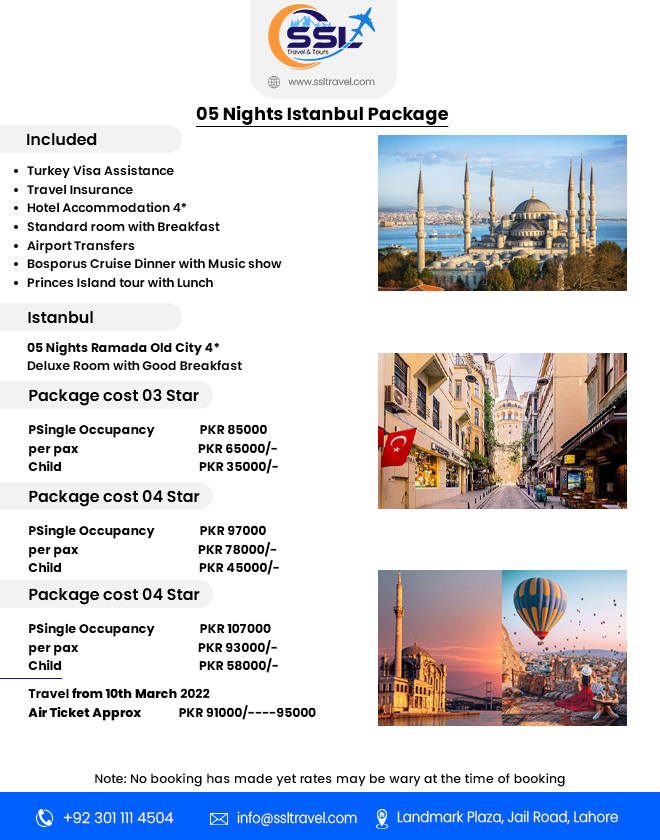 SSL
Travel & Tours
www.ssltravel.com
05 Nights Istanbul Package
Included
• Turkey Visa Assistance
• Travel Insurance
• Hotel Accommodation 4*
• Standard room with Breakfast
• Airport Transfers
• Bosporus Cruise Dinner with Music show
• Princes Island tour with Lunch
Istanbul
05 Nights Ramada Old City 4*
Deluxe Room with Good Breakfast
Package cost 03 Star
PSingle Occupancy PKR 85000
per pax PKR 65000/-
Child PKR 35000/-
Package cost 04 Star
PSingle Occupancy PKR 97000
per pax PKR 78000/-
Child PKR 45000/-
Package cost 04 Star
PSingle Occupancy PKR 107000
per pax PKR 93000/-
Child PKR 58000/-
Travel from 10th March 2022
Air Ticket Approx PKR 91000/----95000
Note: No booking has made yet rates may be wary at the time of booking
+92 301 111 4504 info@ssltravel.com Landmark Plaza, Jail Road, Lahore